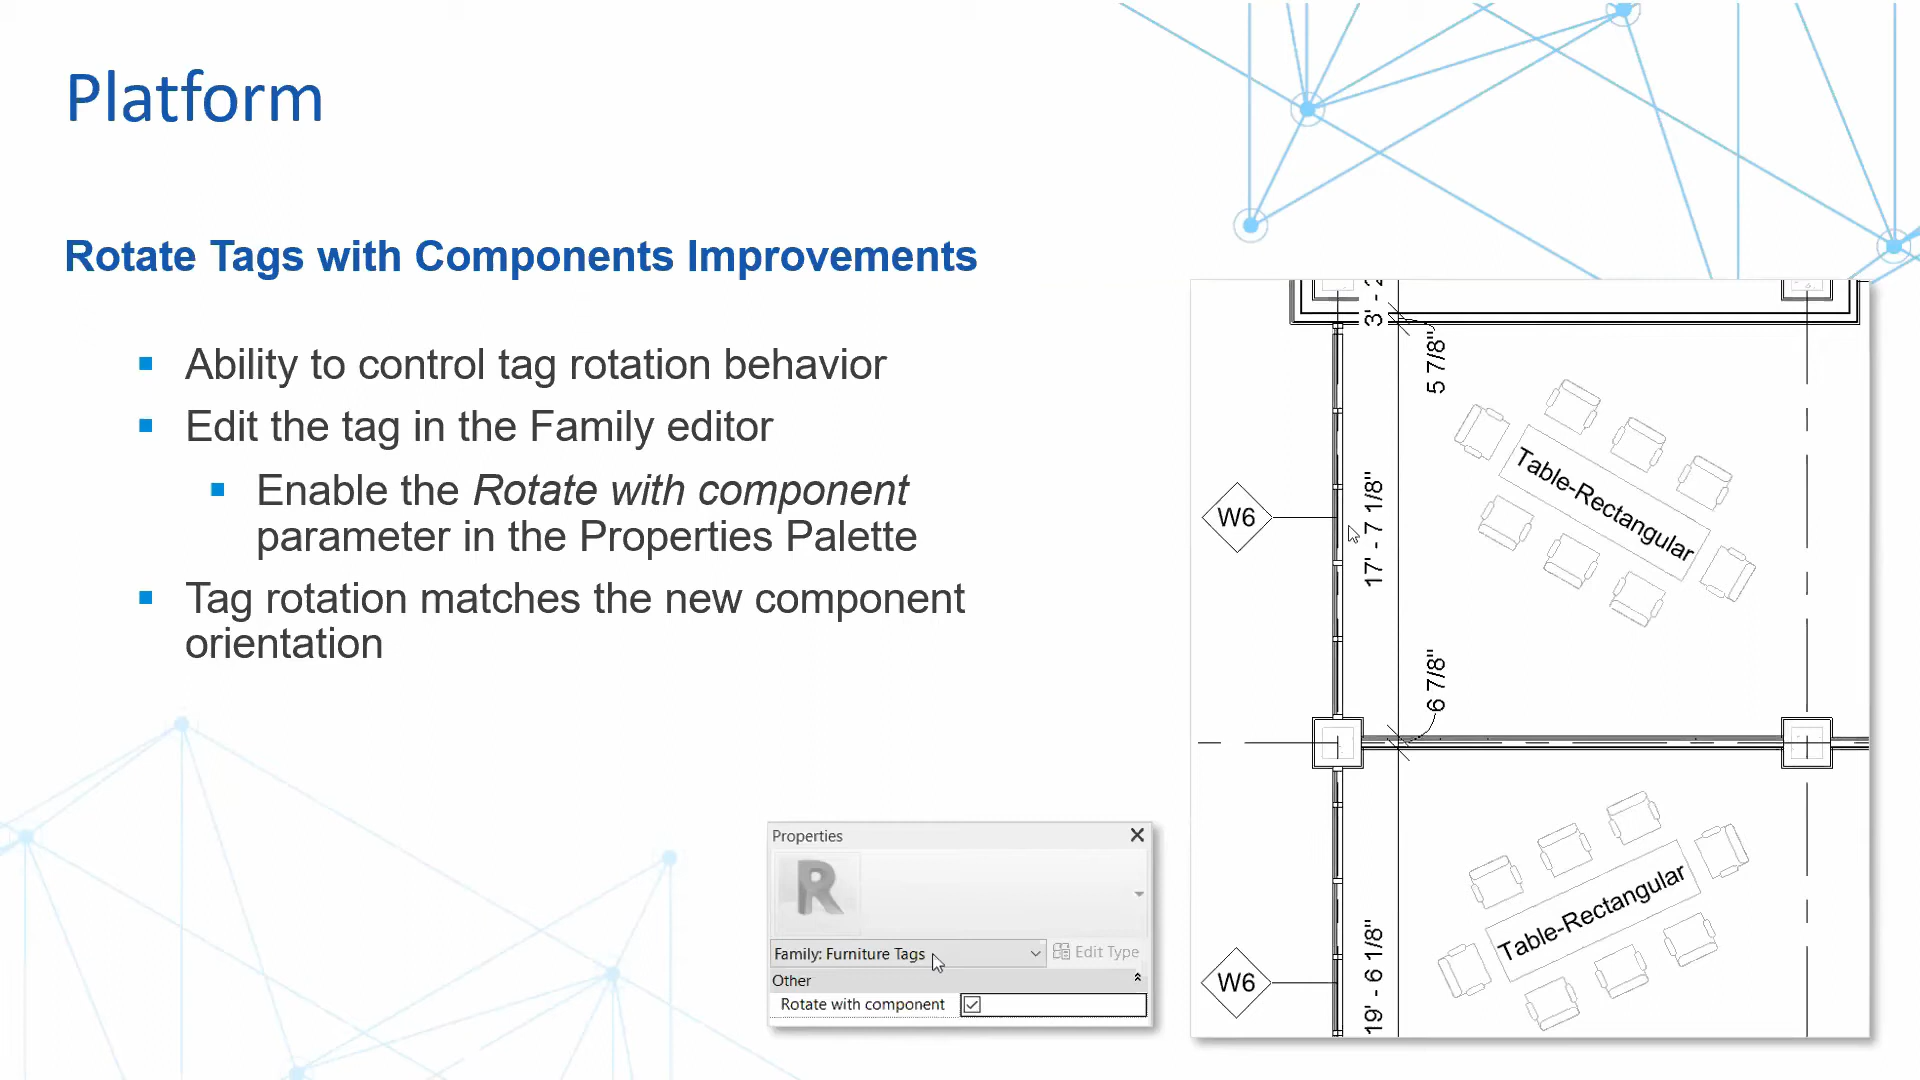 Platform
Rotate Tags with Components Improvements
Ability to control tag rotation behavior
Edit the tag in the Family editor
Enable the Rotate with component
parameter in the Properties Palette
Tag rotation matches the new component
orientation
Properties
R
Family: Furniture Tags
Edit Type
Other
Rotate with component
5 7/8"
Table-Rectangular
W6
17' - 7 1/8"
6 7/8"
Table-Rectangular
W6
19' - 6 1/8"